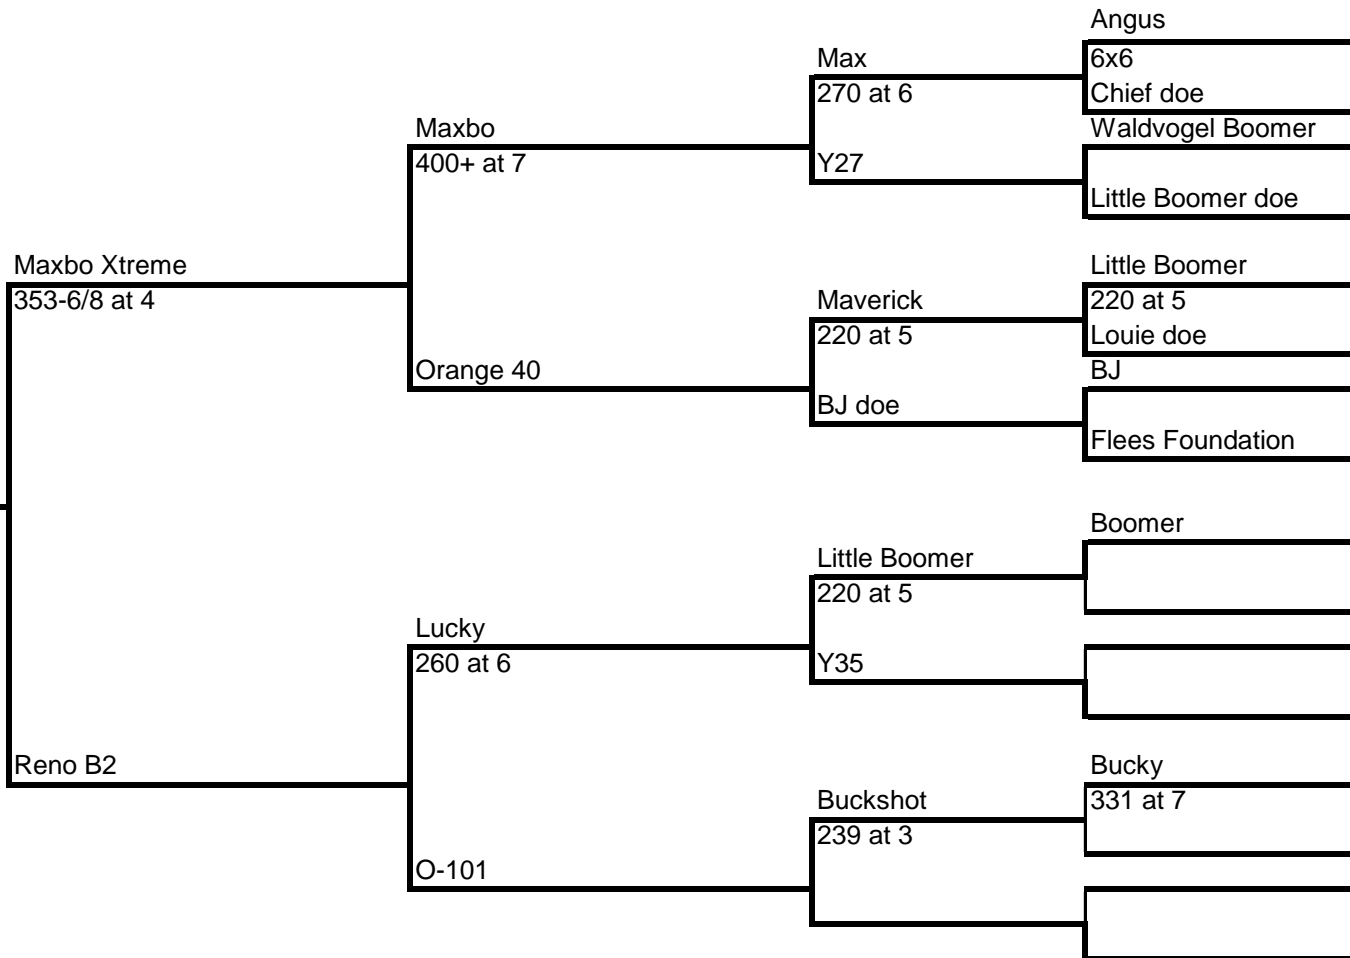 Angus
Max
6x6
270 at 6
Chief doe
Maxbo
Waldvogel Boomer
400+ at 7
Y27
Little Boomer doe
Maxbo Xtreme
Little Boomer
353-6/8 at 4
Maverick
220 at 5
220 at 5
Louie doe
Orange 40
BJ
BJ doe
Flees Foundation
Boomer
Little Boomer
220 at 5
Lucky
260 at 6
Y35
Reno B2
Bucky
Buckshot
331 at 7
239 at 3
O-101